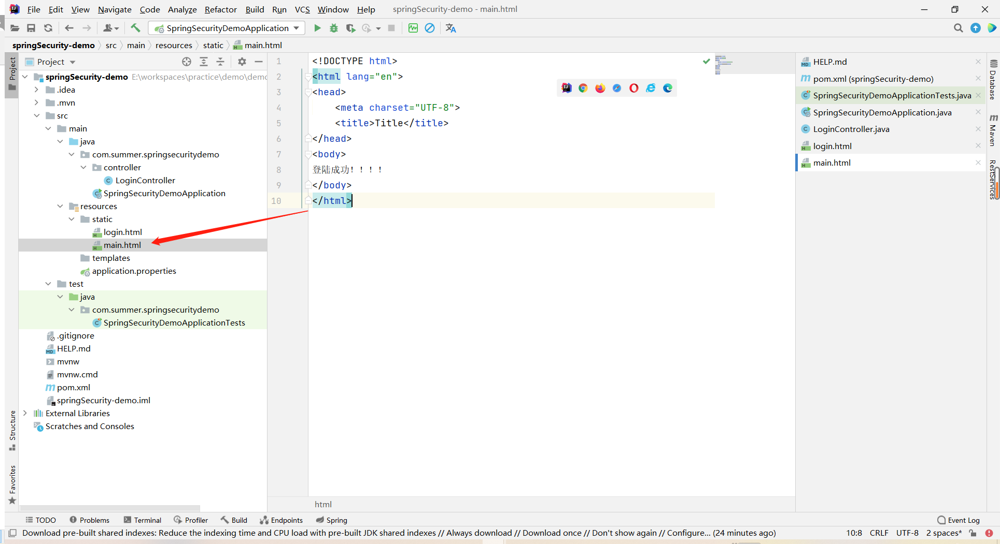 File Edit View Navigate Code Analyze Refactor Build Run VCS Window Help springSecurity-demo - main.html
SpringSecurityDemoApplication
springSecurity-demo src main resources static main.html
Project
Project
springSecurity-demo E:\workspaces\practice\demo\demo
.idea
.mvn
src
main
java
com.summer.springsecuritydemo
controller
LoginController
SpringSecurityDemoApplication
resources
static
login.html
main.html
templates
application.properties
test
java
com.summer.springsecuritydemo
SpringSecurityDemoApplicationTests
.gitignore
HELP.md
mvnw
mvnw.cmd
pom.xml
springSecurity-demo.iml
External Libraries
Scratches and Consoles
Structure
Favorites
1 <!DOCTYPE html>
2 <html lang="en">
3 <head>
4 <meta charset="UTF-8">
5 <title>Title</title>
6 </head>
7 <body>
8 登陆成功！！！！
9 </body>
10 </html>
html
HELP.md
pom.xml (springSecurity-demo)
SpringSecurityDemoApplicationTests.java
SpringSecurityDemoApplication.java
LoginController.java
login.html
main.html
Database
Maven
RestServices
TODO Problems Terminal Profiler Build Endpoints Spring Event Log
Download pre-built shared indexes: Reduce the indexing time and CPU load with pre-built JDK shared indexes // Always download // Download once // Don't show again // Configure... (24 minutes ago) 10:8 CRLF UTF-8 2 spaces*